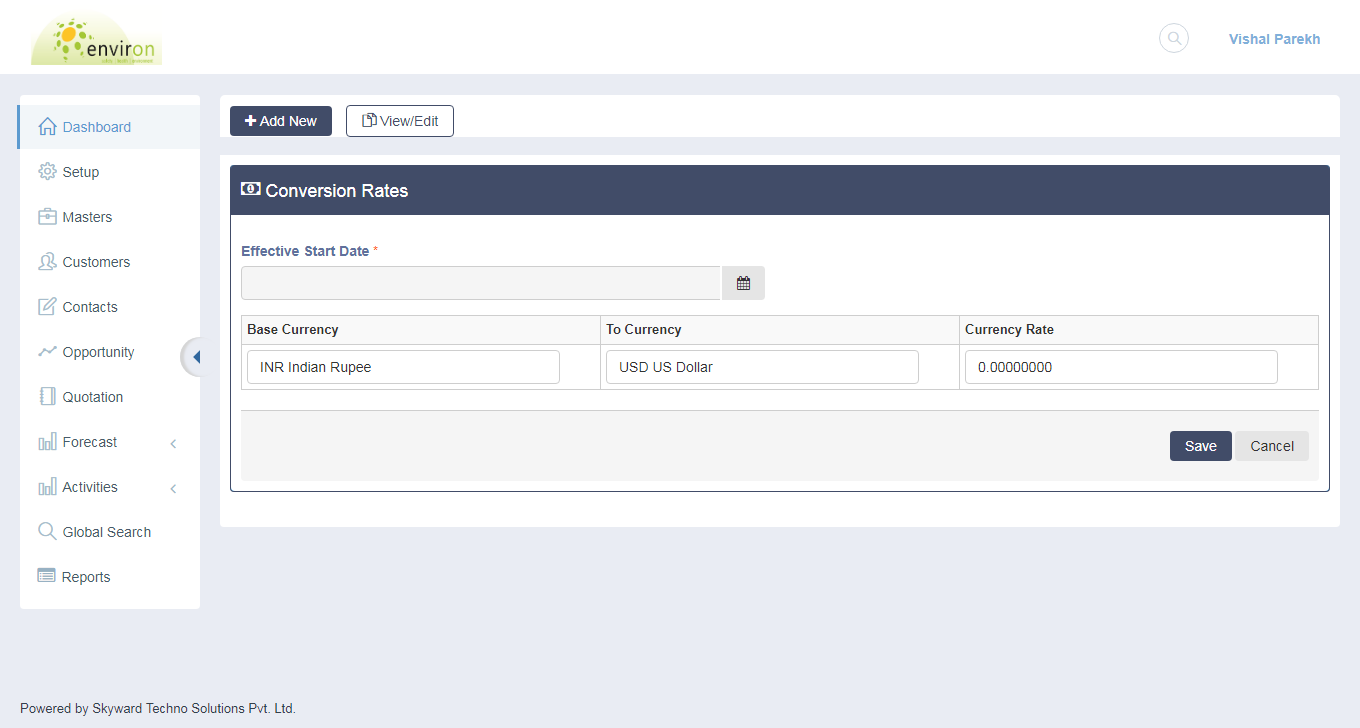 environ
Vishal Parekh
Dashboard
Setup
Masters
Customers
Contacts
Opportunity
Quotation
Forecast
Activities
Global Search
Reports
Add New
View/Edit
Conversion Rates
Effective Start Date *
Base Currency To Currency Currency Rate
INR Indian Rupee USD US Dollar 0.00000000
Save Cancel
Powered by Skyward Techno Solutions Pvt. Ltd.